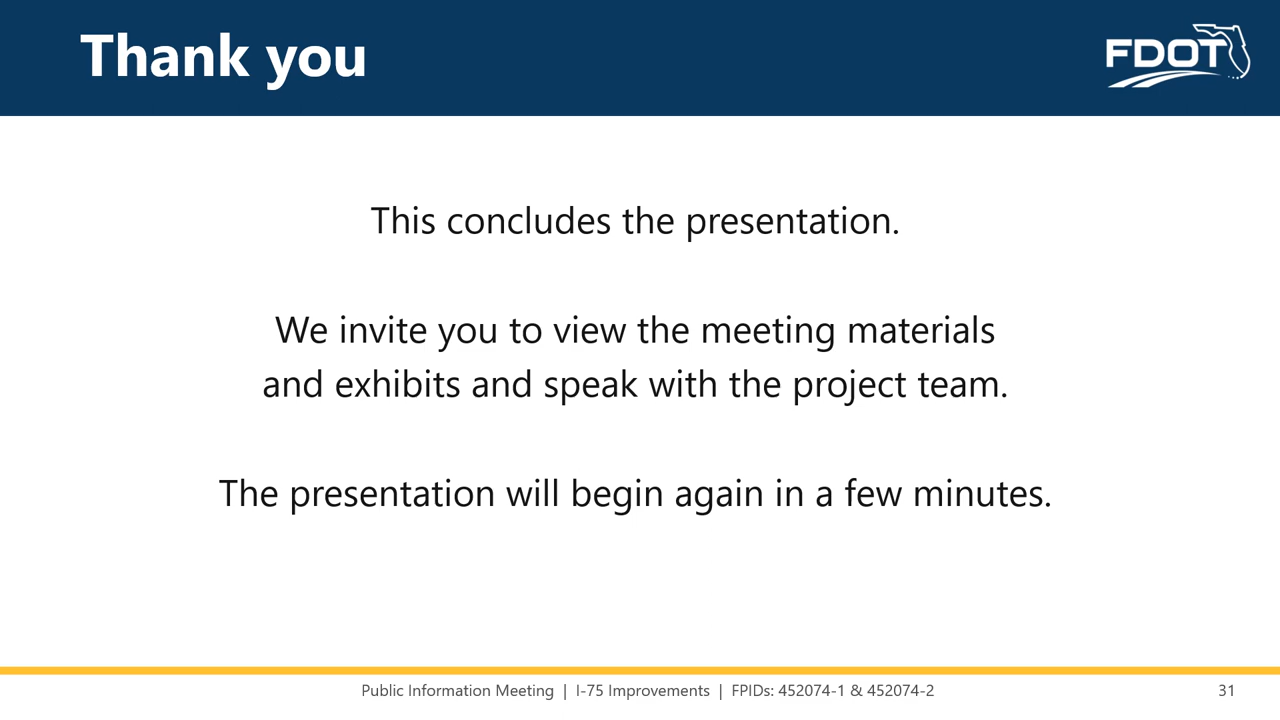 Thank you
FDOT
This concludes the presentation.
We invite you to view the meeting materials
and exhibits and speak with the project team.
The presentation will begin again in a few minutes.
Public Information Meeting | I-75 Improvements | FPIDs: 452074-1 & 452074-2
31